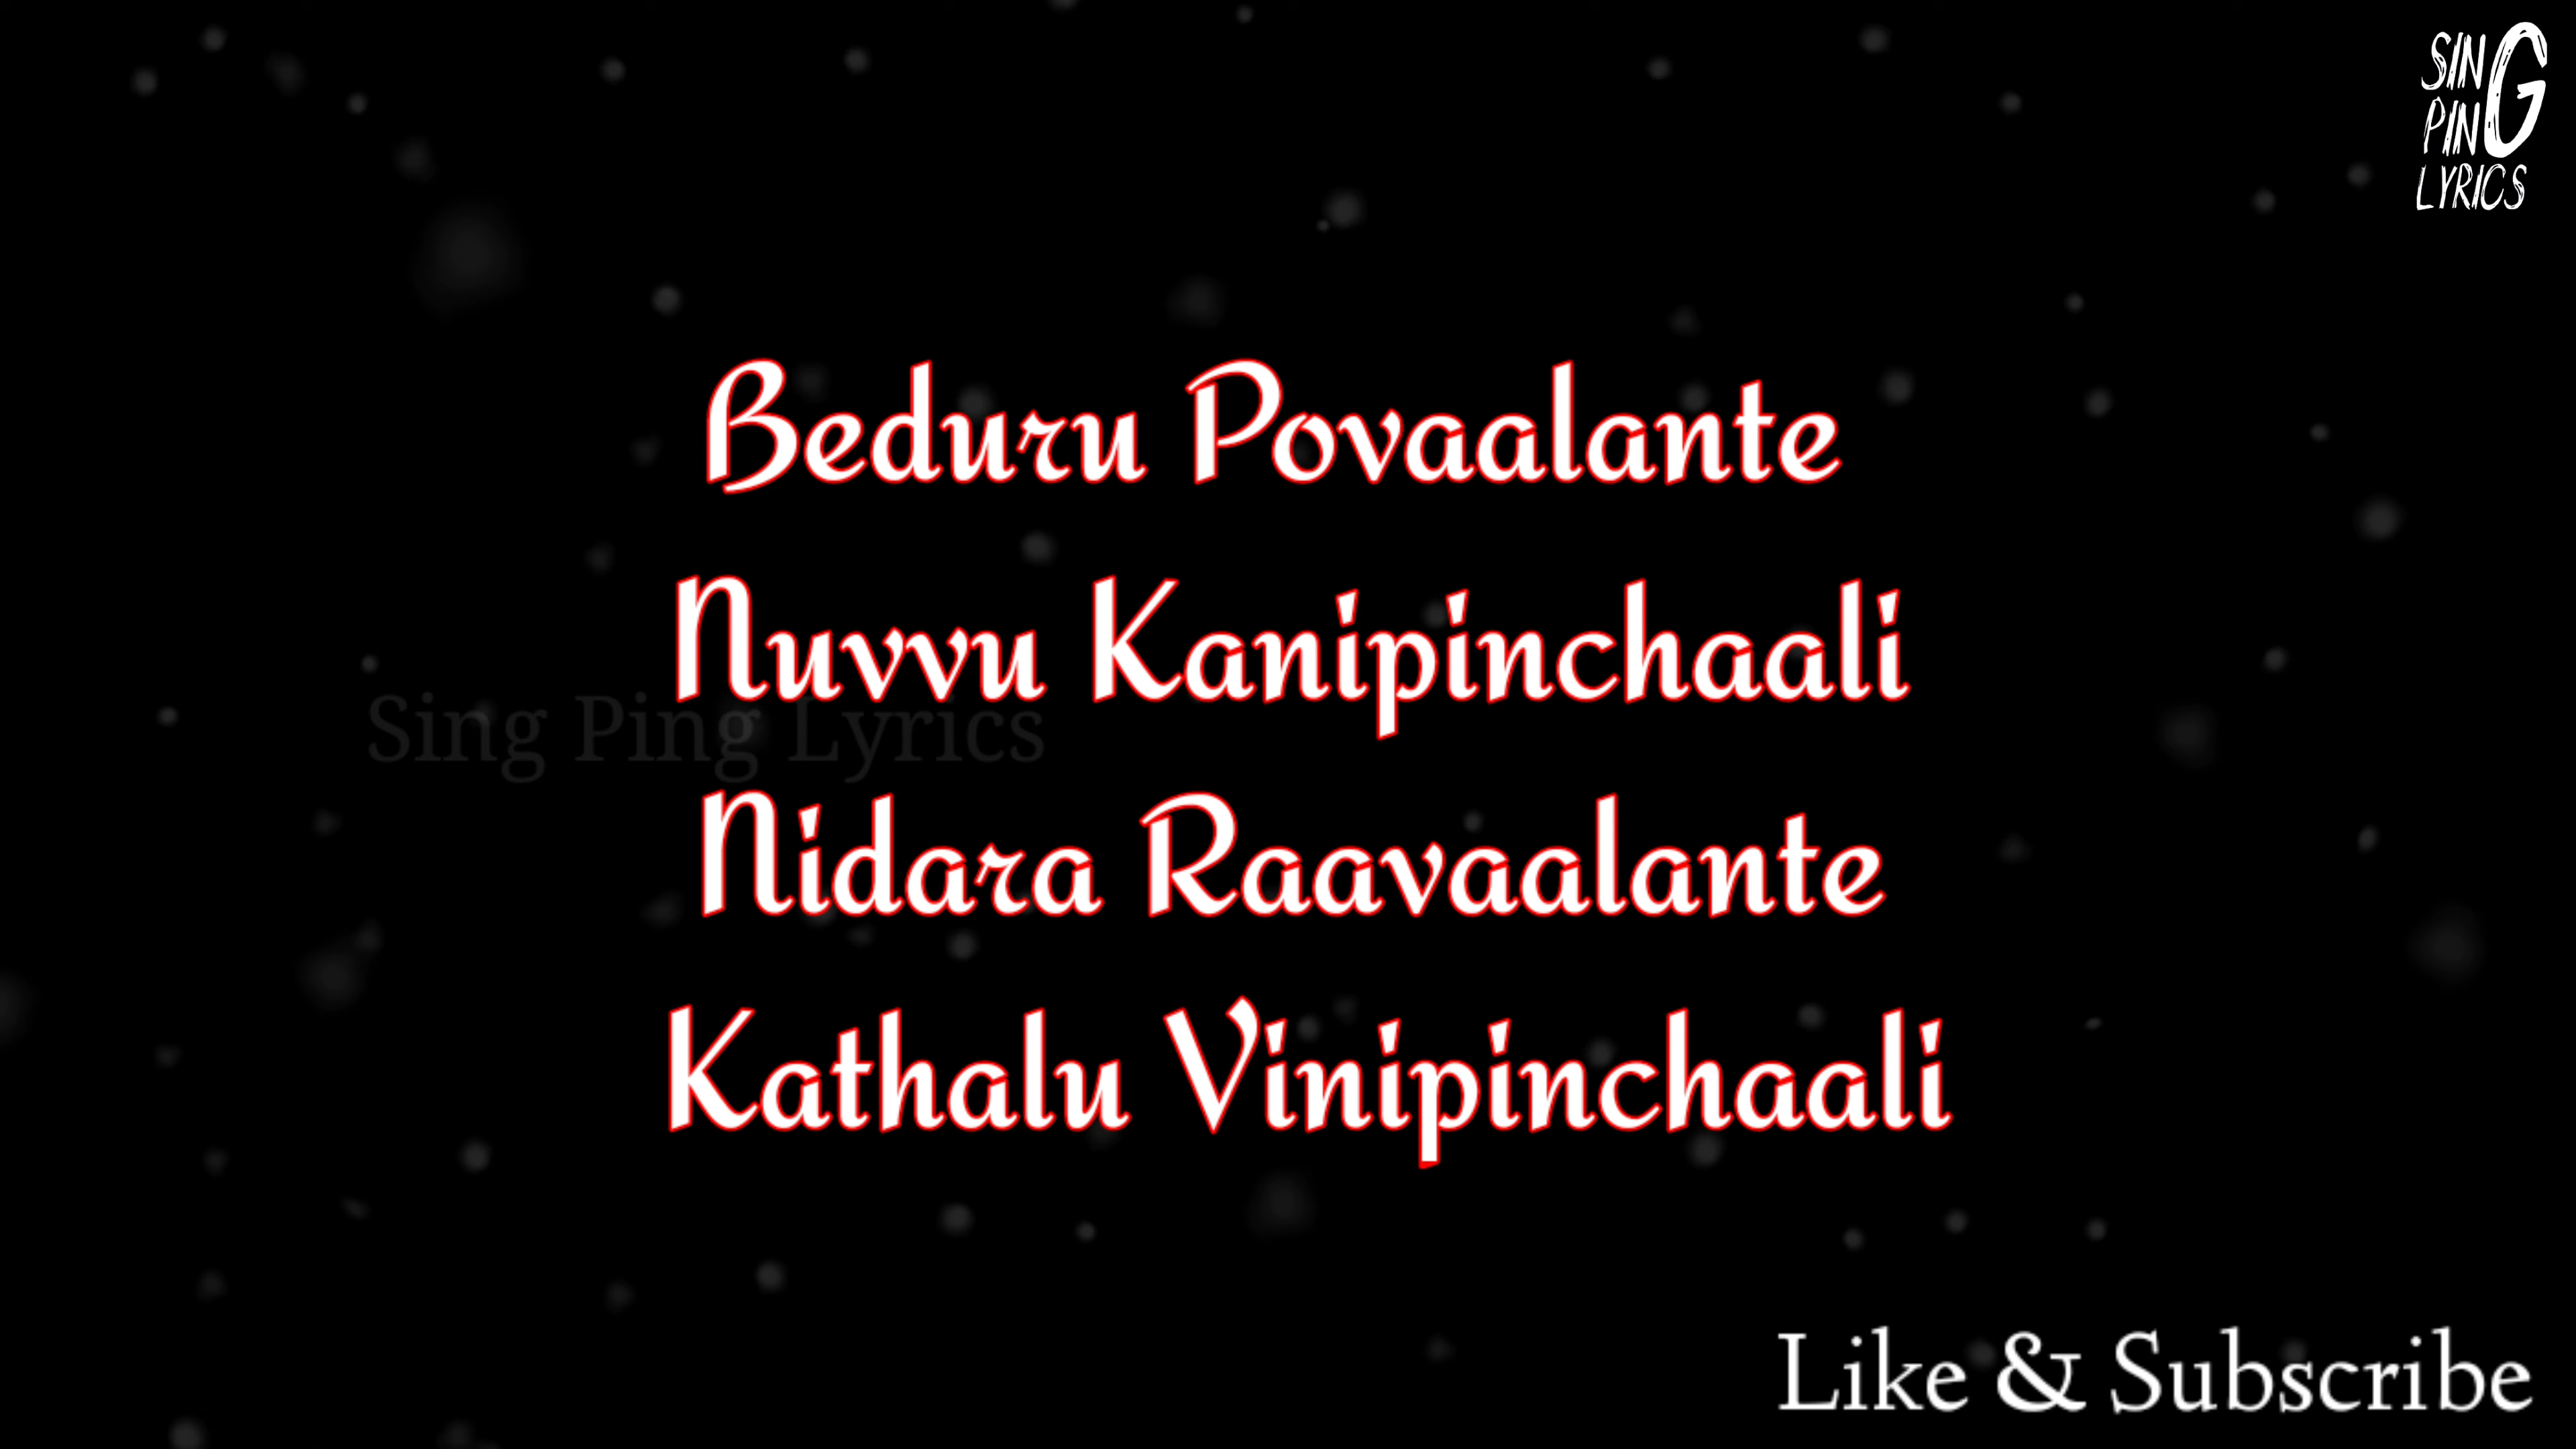 SING
PING
LYRICS
Beduru Povaalante
Nuvvu Kanipinchaali
Sing Ping Lyrics
Nidara Raavaalante
Kathalu Vinipinchaali
Like & Subscribe